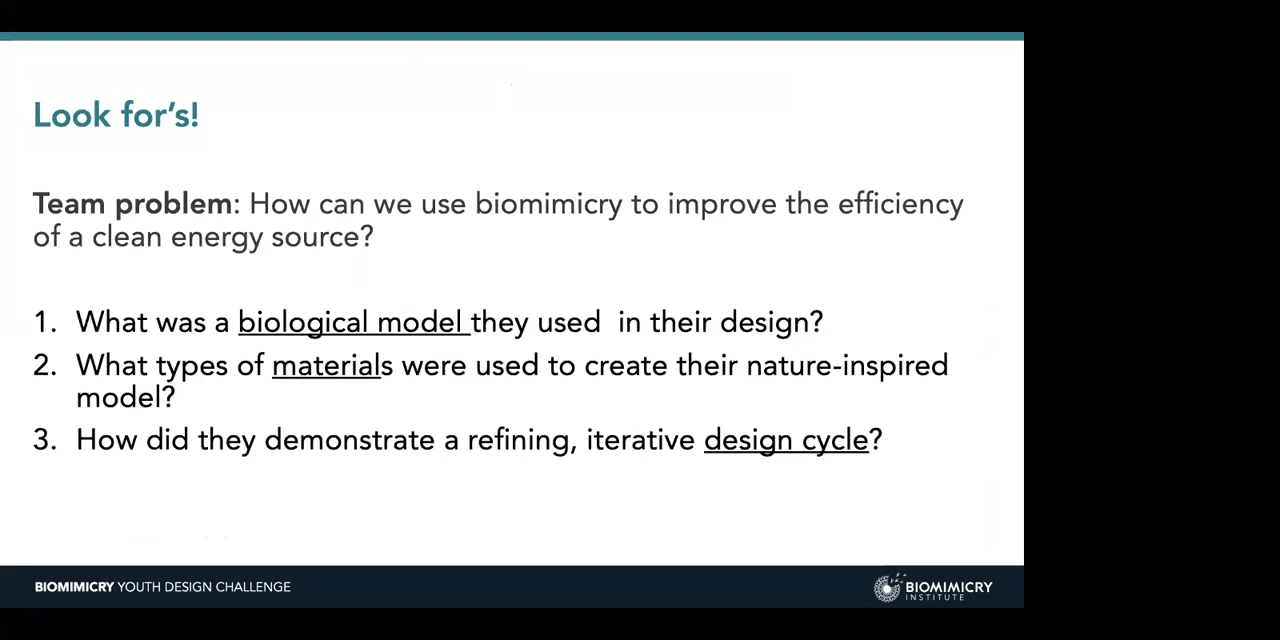 Look for's!
Team problem: How can we use biomimicry to improve the efficiency
of a clean energy source?
1. What was a biological model they used  in their design?
2. What types of materials were used to create their nature-inspired
model?
3. How did they demonstrate a refining, iterative design cycle?
BIOMIMICRY YOUTH DESIGN CHALLENGE
BIOMIMICRY
INSTITUTE